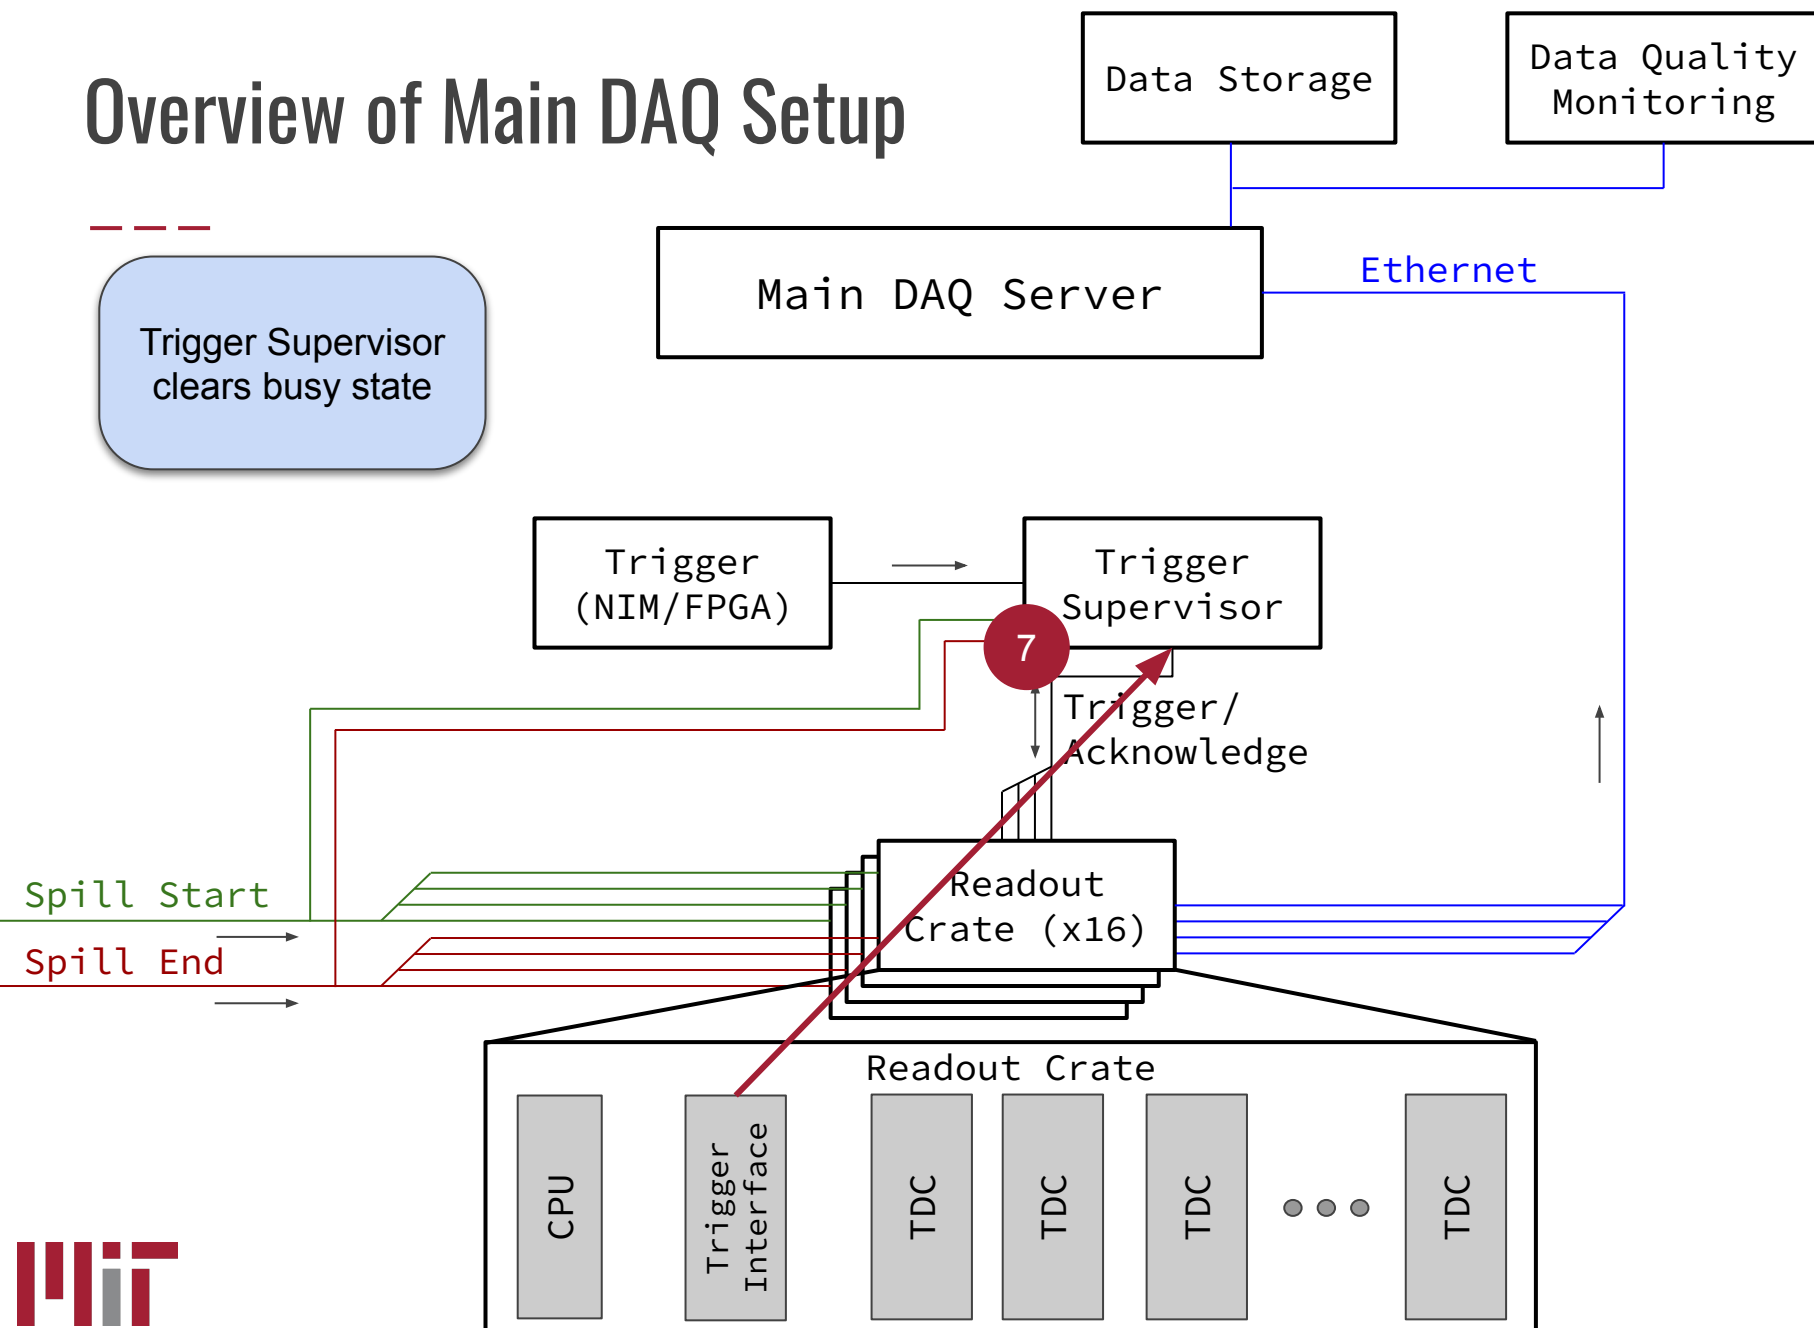 Overview of Main DAQ Setup
Data Storage
Data Quality
Monitoring
Main DAQ Server
Ethernet
Trigger Supervisor
clears busy state
Trigger
(NIM/FPGA)
Trigger
Supervisor
7
Trigger/
Acknowledge
Spill Start
Spill End
Readout
Crate (x16)
Readout Crate
CPU
Trigger
Interface
TDC
TDC
TDC
TDC
MIT